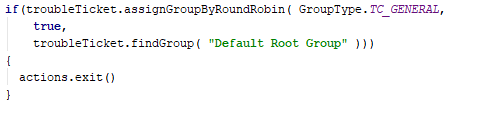 if(troubleTicket.assignGroupByRoundRobin( GroupType.TC_GENERAL,
    true,
    troubleTicket.findGroup( "Default Root Group" )))
{
  actions.exit()
}